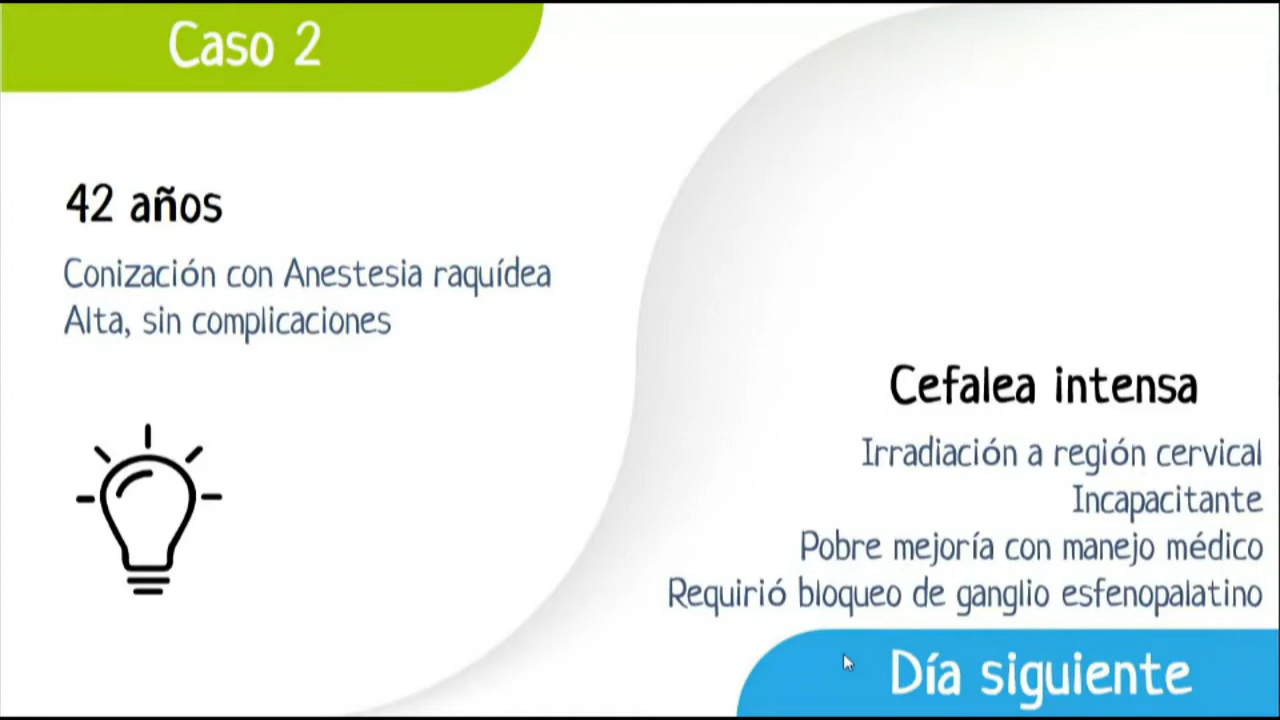 Caso 2
42 años
Conización con Anestesia raquídea
Alta, sin complicaciones
Cefalea intensa
Irradiación a región cervical
Incapacitante
Pobre mejoría con manejo médico
Requirió bloqueo de ganglio esfenopalatino
Día siguiente